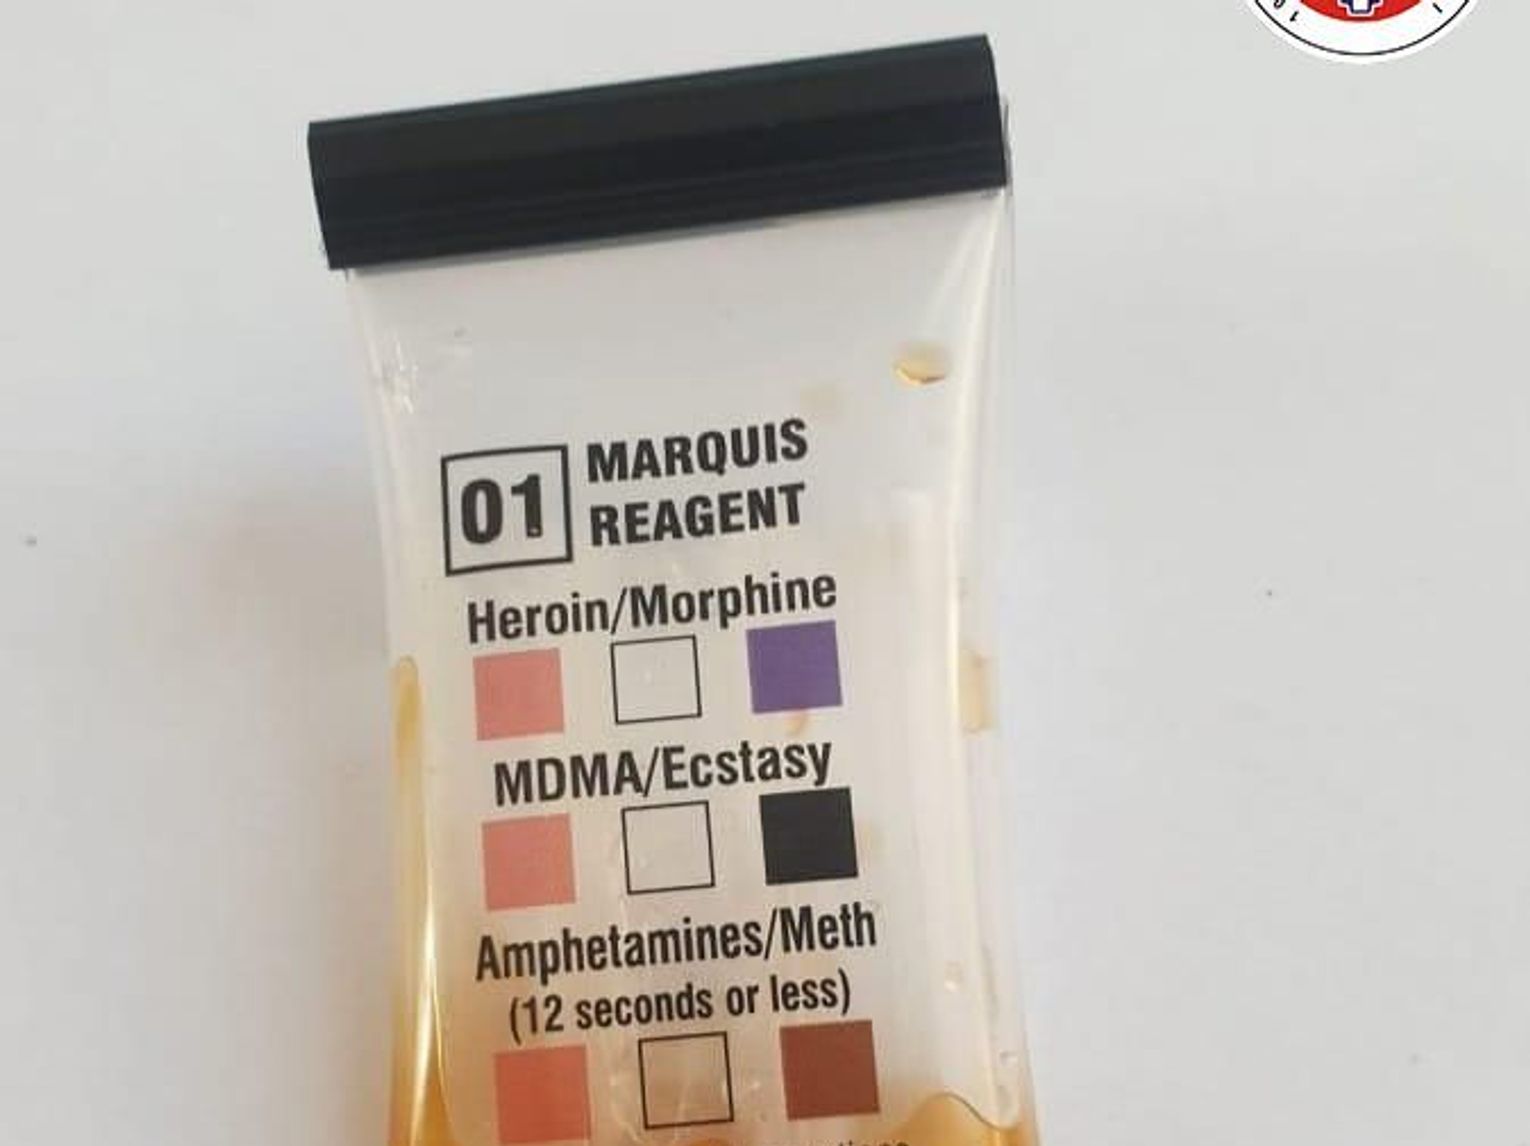 01
MARQUIS
REAGENT
Heroin/Morphine
MDMA/Ecstasy
Amphetamines/Meth
(12 seconds or less)